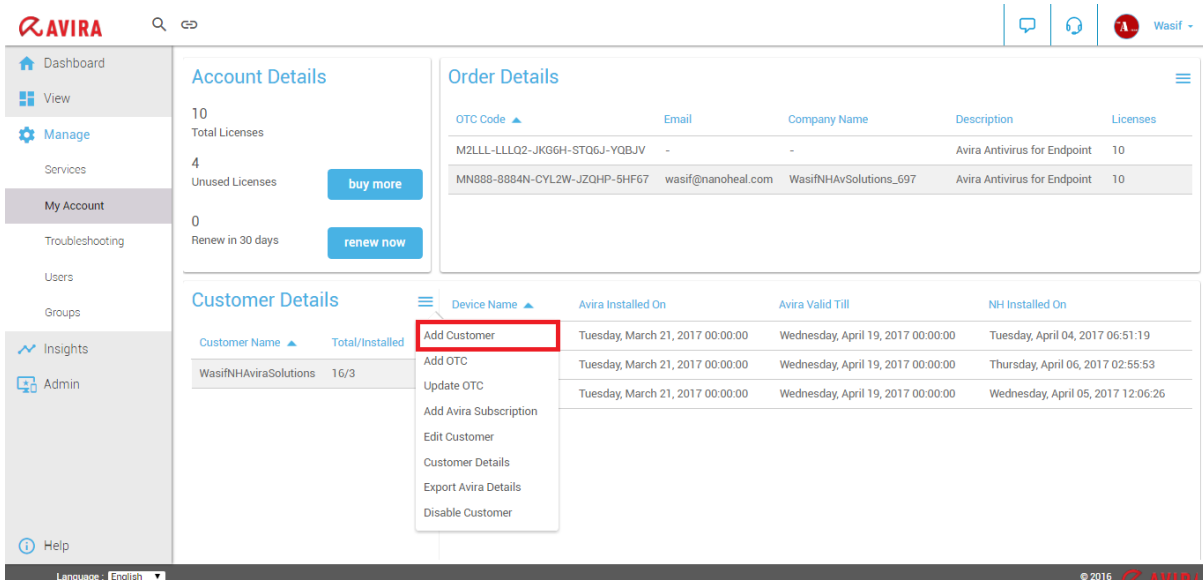 AVIRA
Wasif
Dashboard
View
Manage
Services
My Account
Troubleshooting
Users
Groups
Insights
Admin
Help
Account Details
10
Total Licenses
4
Unused Licenses
buy more
0
Renew in 30 days
renew now
Order Details
OTC Code Email Company Name Description Licenses
M2LLL-LLLQ2-JKG6H-STQ6J-YQBJV - - Avira Antivirus for Endpoint 10
MN888-8884N-CYL2W-JZQHP-5HF67 wasif@nanoheal.com WasifNHAvSolutions_697 Avira Antivirus for Endpoint 10
Customer Details
Customer Name Total/Installed
WasifNHAviraSolutions 16/3
Add Customer
Add OTC
Update OTC
Add Avira Subscription
Edit Customer
Customer Details
Export Avira Details
Disable Customer
Device Name Avira Installed On Avira Valid Till NH Installed On
Tuesday, March 21, 2017 00:00:00 Wednesday, April 19, 2017 00:00:00 Tuesday, April 04, 2017 06:51:19
Tuesday, March 21, 2017 00:00:00 Wednesday, April 19, 2017 00:00:00 Thursday, April 06, 2017 02:55:53
Tuesday, March 21, 2017 00:00:00 Wednesday, April 19, 2017 00:00:00 Wednesday, April 05, 2017 12:06:26
Language : English
© 2016 AVIRA